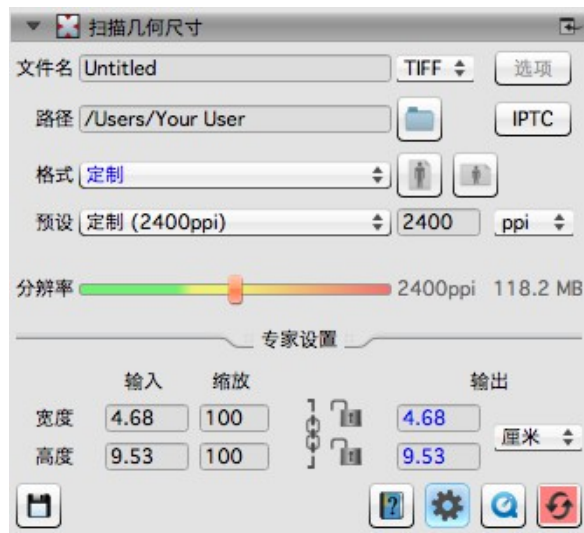 扫描几何尺寸
文件名 Untitled TIFF 选项
路径 /Users/Your User IPTC
格式 定制
预设 定制 (2400ppi) 2400 ppi
分辨率 2400ppi 118.2 MB
专家设置
输入 缩放 输出
宽度 4.68 100 4.68
厘米
高度 9.53 100 9.53